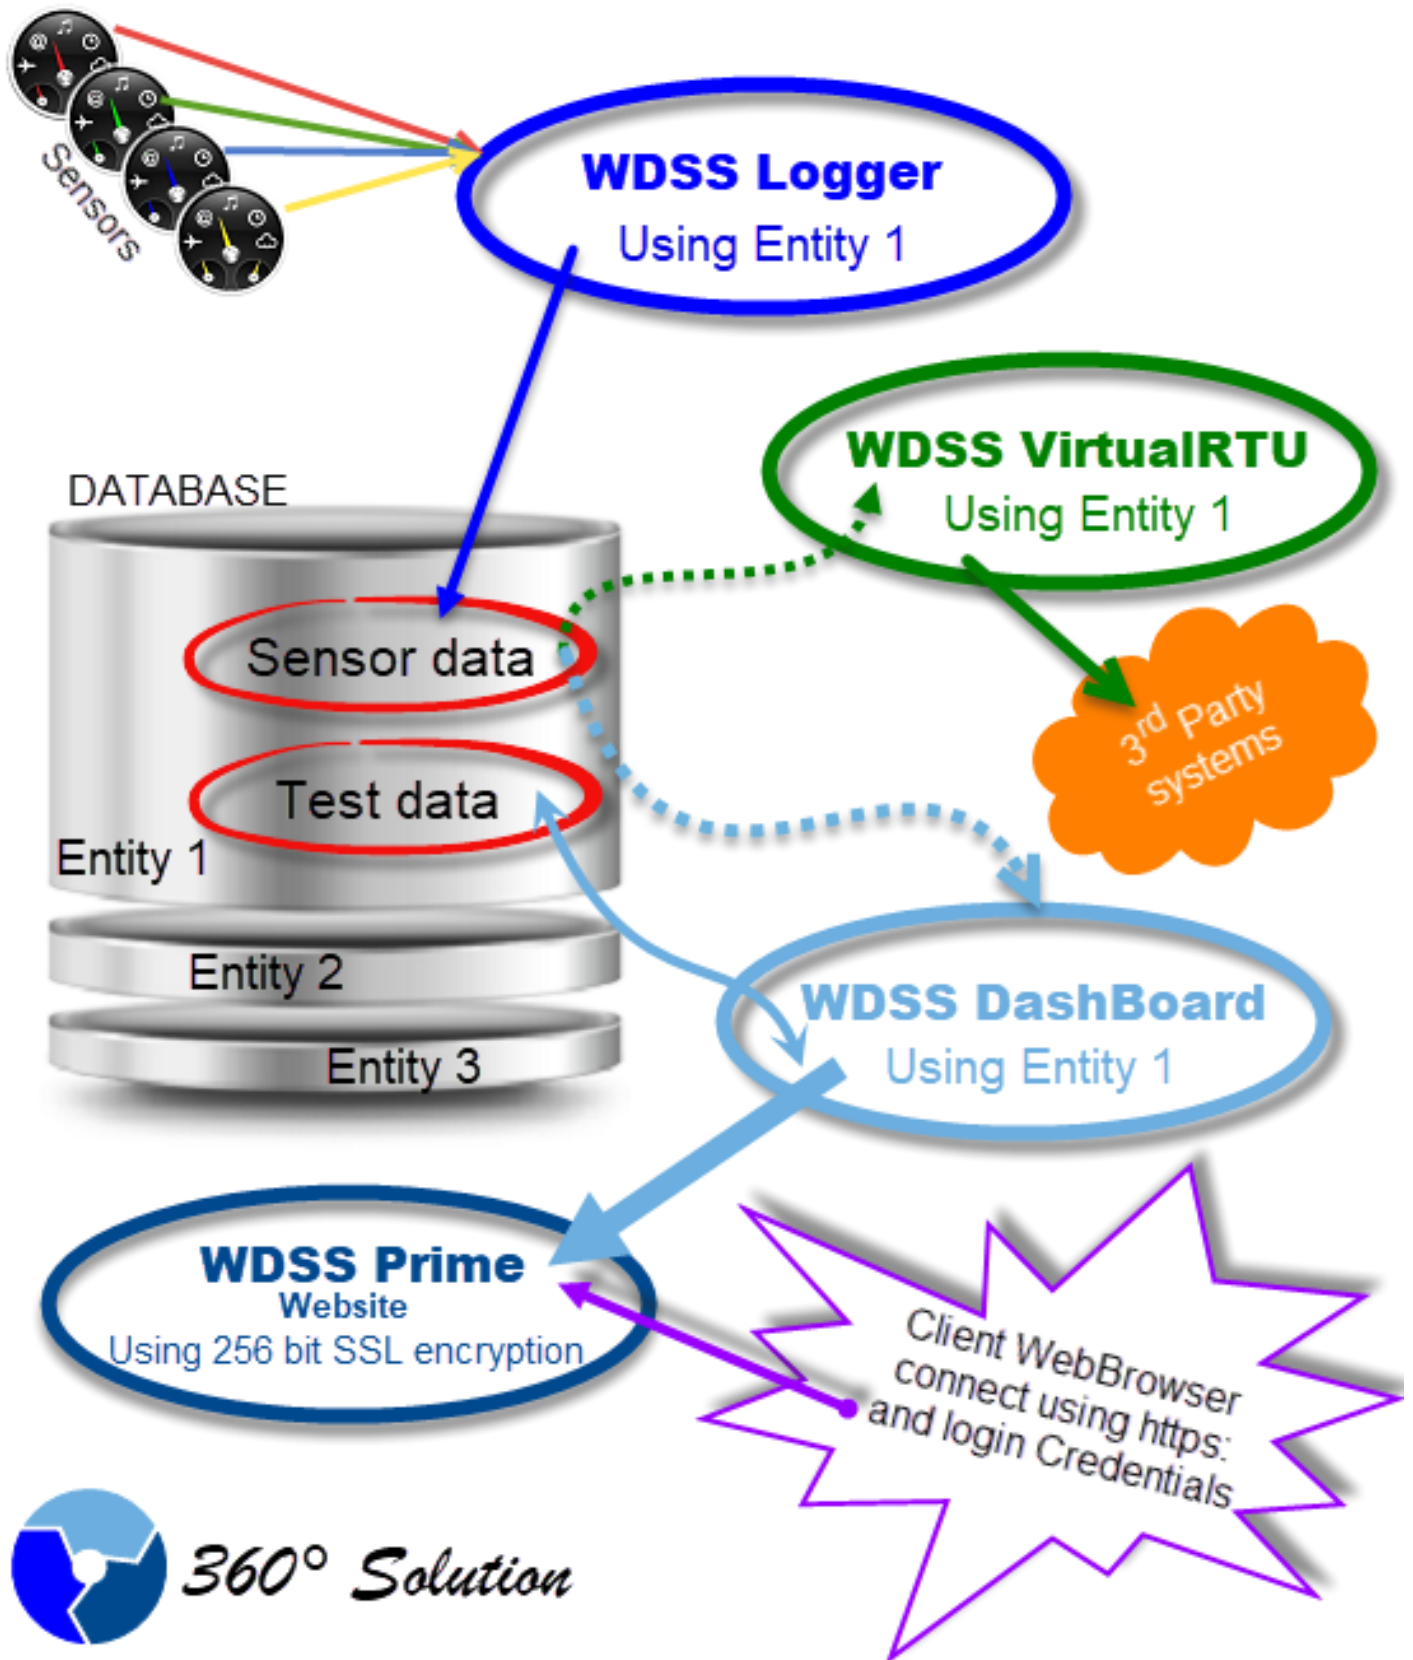 Sensors
WDSS Logger
Using Entity 1
WDSS VirtualRTU
Using Entity 1
DATABASE
Sensor data
Test data
Entity 1
Entity 2
Entity 3
3rd Party
systems
WDSS DashBoard
Using Entity 1
WDSS Prime
Website
Using 256 bit SSL encryption
Client WebBrowser
connect using https:
and login Credentials
360° Solution